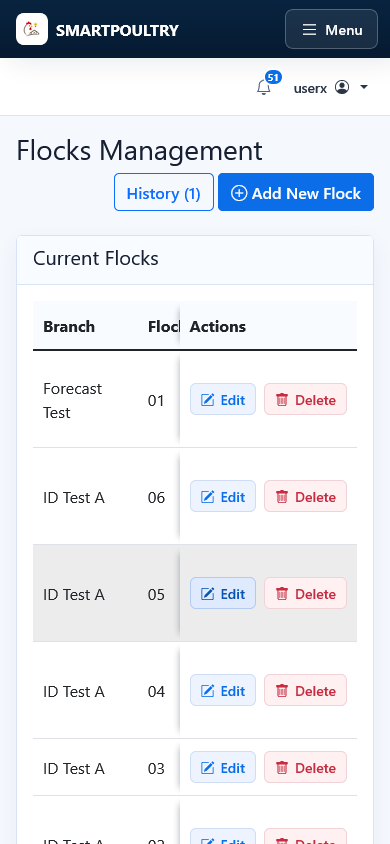 SMARTPOULTRY
Menu
51
userx
Flocks Management
History (1)
Add New Flock
Current Flocks
Branch Actions
Forecast
Test
01 Edit Delete
ID Test A 06 Edit Delete
ID Test A 05 Edit Delete
ID Test A 04 Edit Delete
ID Test A 03 Edit Delete